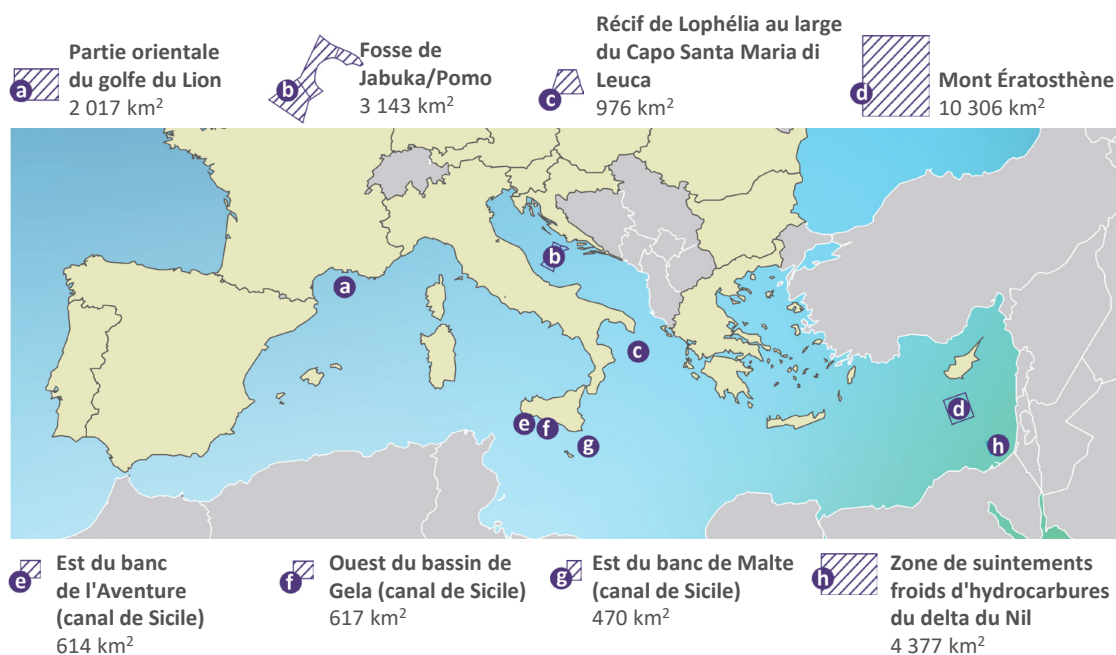 a
Partie orientale
du golfe du Lion
2 017 km²
b
Fosse de
Jabuka/Pomo
3 143 km²
c
Récif de Lophélia au large
du Capo Santa Maria di
Leuca
976 km²
d
Mont Ératosthène
10 306 km²
a
b
c
d
e
f
g
h
e
Est du banc
de l'Aventure
(canal de Sicile)
614 km²
f
Ouest du bassin de
Gela (canal de Sicile)
617 km²
g
Est du banc de Malte
(canal de Sicile)
470 km²
h
Zone de suintements
froids d'hydrocarbures
du delta du Nil
4 377 km²